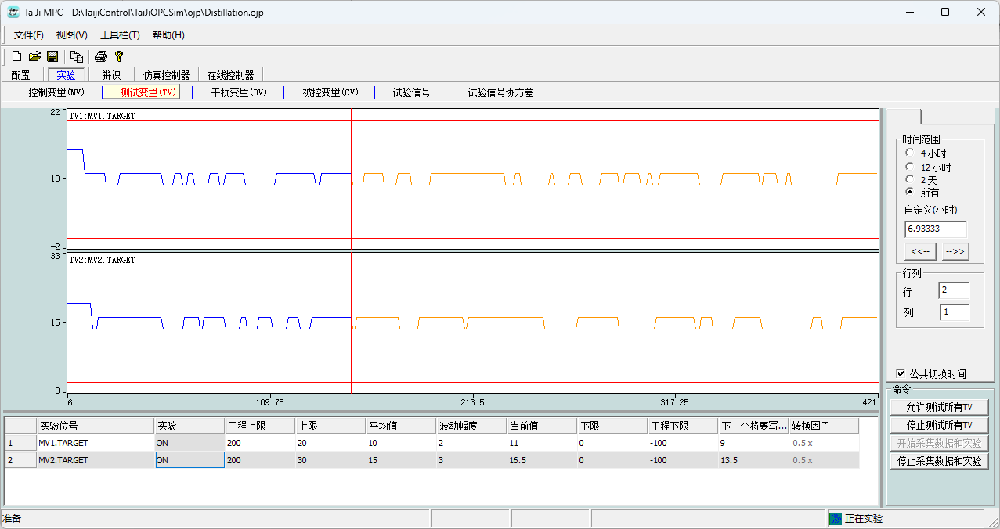 TaiJi MPC - D:\TaijiControl\TaiJiOPCSim\ojp\Distillation.ojp
文件(F) 视图(V) 工具栏(T) 帮助(H)
配置 实验 辨识 仿真控制器 在线控制器
控制变量(MV) 测试变量(TV) 干扰变量(DV) 被控变量(CV) 试验信号 试验信号协方差
22
TV1:MV1.TARGET
10
-2
33
TV2:MV2.TARGET
15
-3
6 109.75 213.5 317.25 421
时间范围
4小时
12小时
2天
所有
自定义(小时)
6.93333
<<-- -->>
行列
行 2
列 1
公共切换时间
命令
允许测试所有TV
停止测试所有TV
开始采集数据和实验
停止采集数据和实验
实验位号 实验 工程上限 上限 平均值 波动幅度 当前值 下限 工程下限 下一个将要写... 转换因子
1 MV1.TARGET ON 200 20 10 2 11 0 -100 9 0.5 x
2 MV2.TARGET ON 200 30 15 3 16.5 0 -100 13.5 0.5 x
准备 正在实验